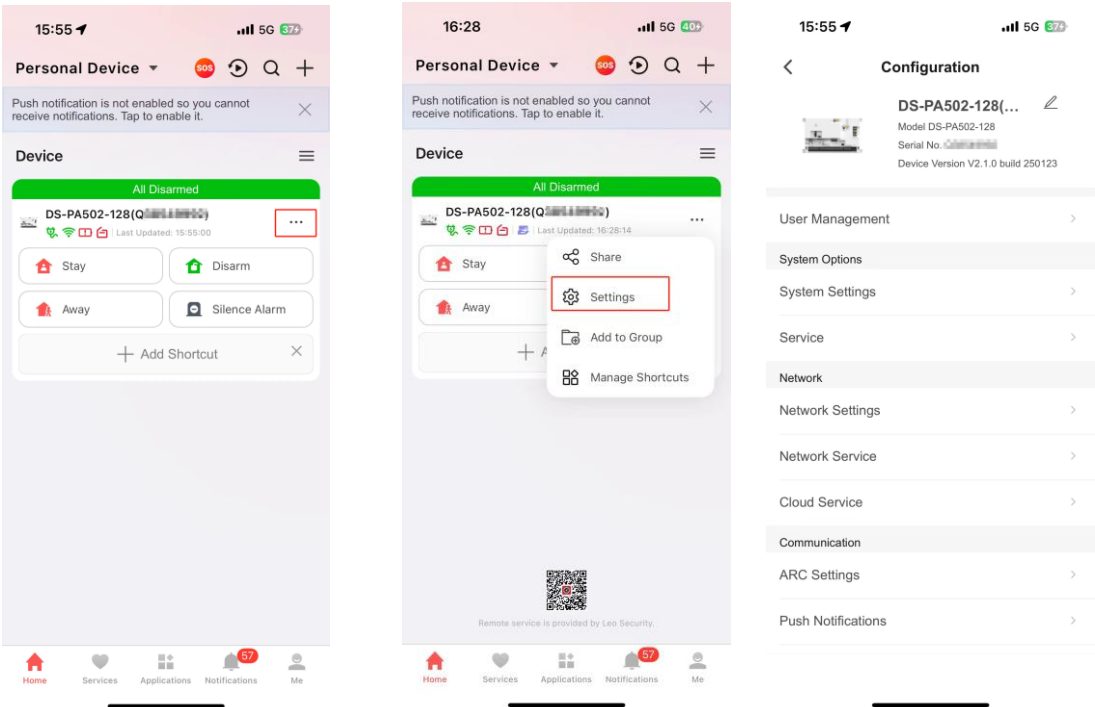 15:55
5G 37
Personal Device
SOS
Push notification is not enabled so you cannot
receive notifications. Tap to enable it.
Device
All Disarmed
DS-PA502-128(Q
Last Updated: 15:55:00
Stay
Disarm
Away
Silence Alarm
Add Shortcut
57
Home
Services
Applications
Notifications
Me
16:28
5G 40
Personal Device
SOS
Push notification is not enabled so you cannot
receive notifications. Tap to enable it.
Device
All Disarmed
DS-PA502-128(Q
Last Updated: 16:28:14
Stay
Away
Share
Settings
Add to Group
Manage Shortcuts
Remote service is provided by Leo Security.
57
Home
Services
Applications
Notifications
Me
15:55
5G 37
Configuration
DS-PA502-128(...
Model DS-PA502-128
Serial No.
Device Version V2.1.0 build 250123
User Management
System Options
System Settings
Service
Network
Network Settings
Network Service
Cloud Service
Communication
ARC Settings
Push Notifications